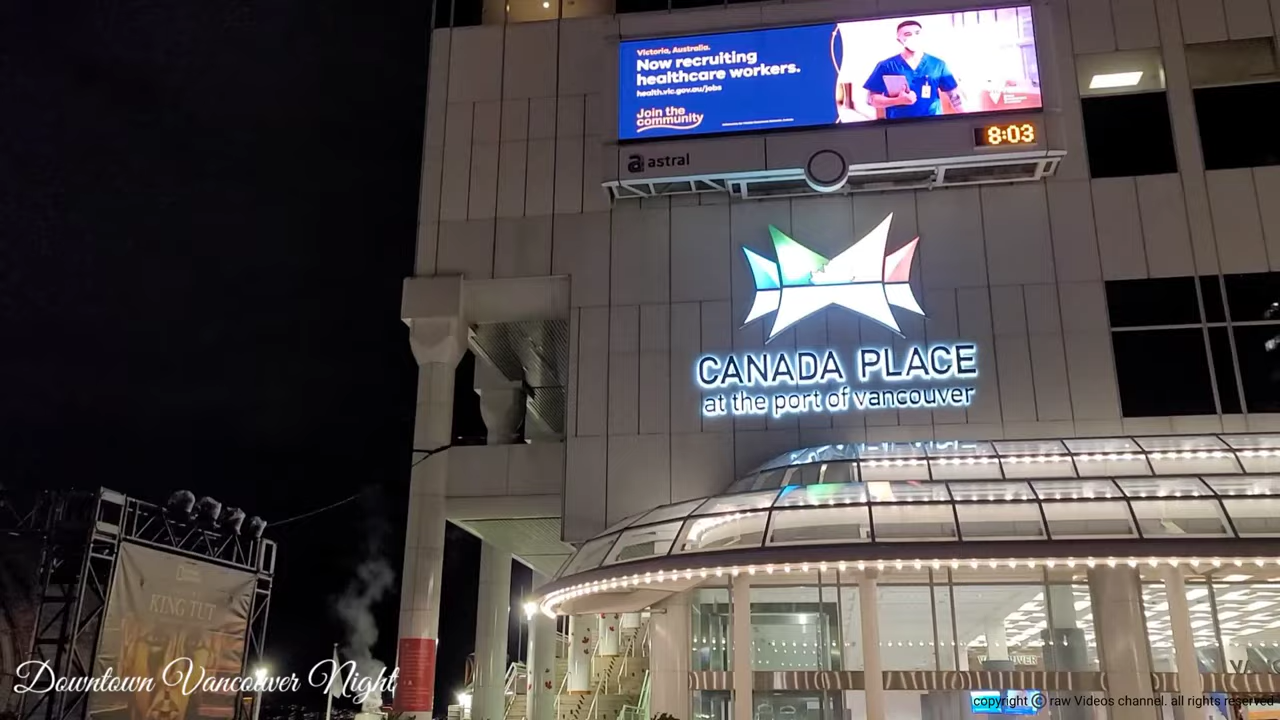 Victoria, Australia.
Now recruiting
healthcare workers.
health.vic.gov.au/jobs
Join the
community
8:03
a astral
CANADA PLACE
at the port of vancouver
KING TUT
Downtown Vancouver Night
copyright © raw Videos channel. all rights reserved